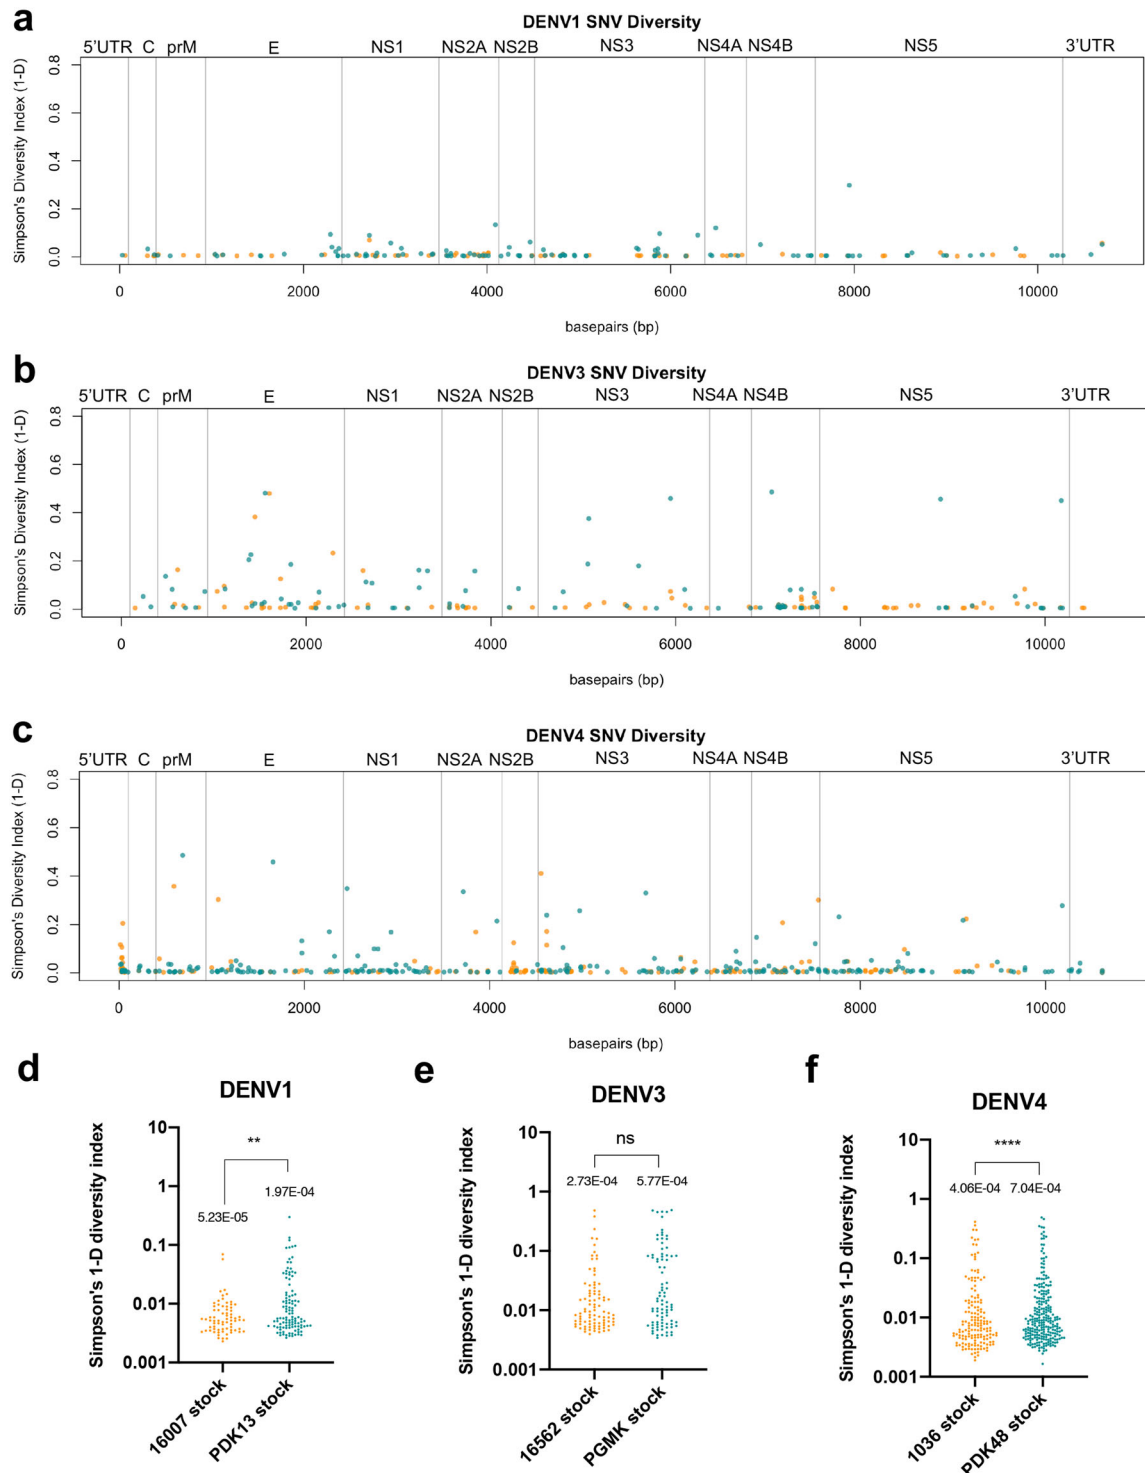 a
DENV1 SNV Diversity
5'UTR C prM E NS1 NS2A NS2B NS3 NS4A NS4B NS5 3'UTR
Simpson's Diversity Index (1-D)
0.8
0.6
0.4
0.2
0.0
0 2000 4000 6000 8000 10000
basepairs (bp)
b
DENV3 SNV Diversity
5'UTR C prM E NS1 NS2A NS2B NS3 NS4A NS4B NS5 3'UTR
Simpson's Diversity Index (1-D)
0.8
0.6
0.4
0.2
0.0
0 2000 4000 6000 8000 10000
basepairs (bp)
c
DENV4 SNV Diversity
5'UTR C prM E NS1 NS2A NS2B NS3 NS4A NS4B NS5 3'UTR
Simpson's Diversity Index (1-D)
0.8
0.6
0.4
0.2
0.0
0 2000 4000 6000 8000 10000
basepairs (bp)
d
DENV1
Simpson's 1-D diversity index
10
1
0.1
0.01
0.001
**
5.23E-05
1.97E-04
16007 stock
PDK13 stock
e
DENV3
Simpson's 1-D diversity index
10
1
0.1
0.01
0.001
ns
2.73E-04 5.77E-04
16562 stock
PGMK stock
f
DENV4
Simpson's 1-D diversity index
10
1
0.1
0.01
0.001
****
4.06E-04 7.04E-04
1036 stock
PDK48 stock